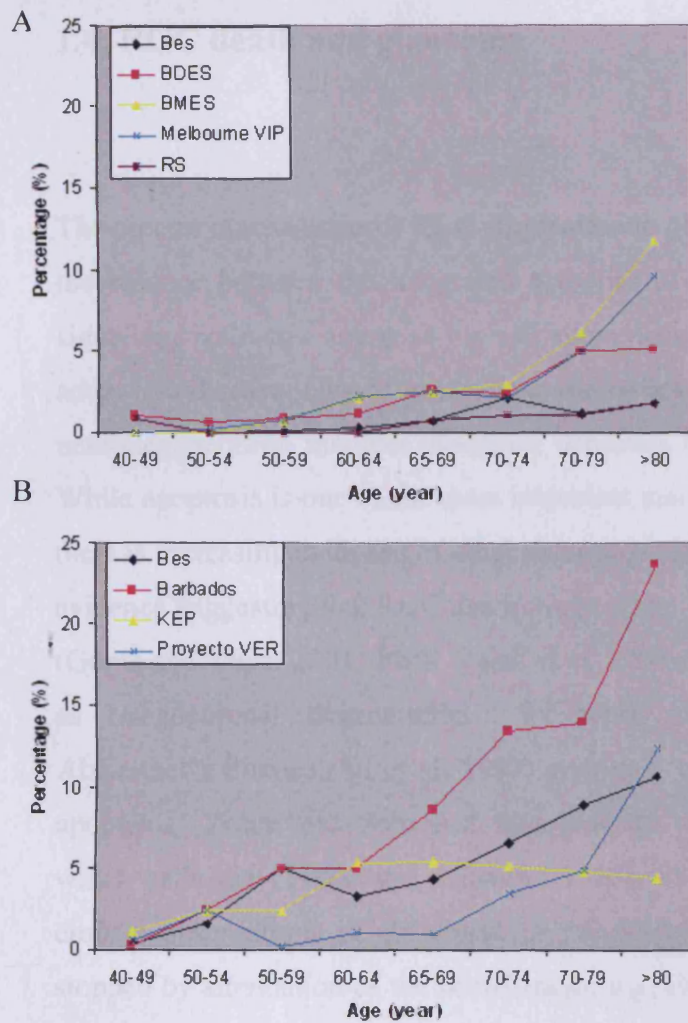 A
25
20
15
10
5
0
Percentage (%)
Bes
BDES
BMES
Melbourne VIP
RS
40-49 50-54 50-59 60-64 65-69 70-74 70-79 >80
Age (year)
B
25
20
15
10
5
0
Percentage (%)
Bes
Barbados
KEP
Proyecto VER
40-49 50-54 50-59 60-64 65-69 70-74 70-79 >80
Age (year)